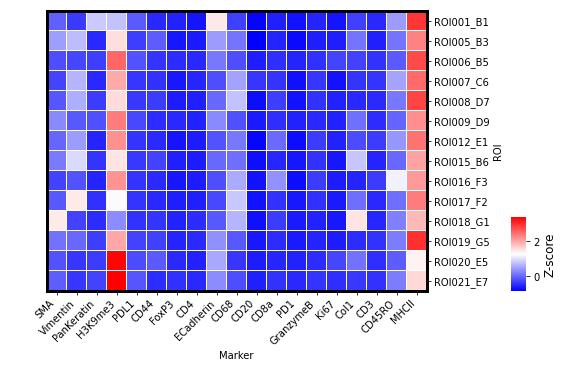 ROI001_B1
ROI005_B3
ROI006_B5
ROI007_C6
ROI008_D7
ROI009_D9
ROI012_E1
ROI015_B6
ROI016_F3
ROI017_F2
ROI018_G1
ROI019_G5
ROI020_E5
ROI021_E7
ROI
2
0
Z-score
SMA
Vimentin
PanKeratin
H3K9me3
PDL1
CD44
FoxP3
CD4
ECadherin
CD68
CD20
CD8a
PD1
GranzymeB
Ki67
Col1
CD3
CD45RO
MHCII
Marker